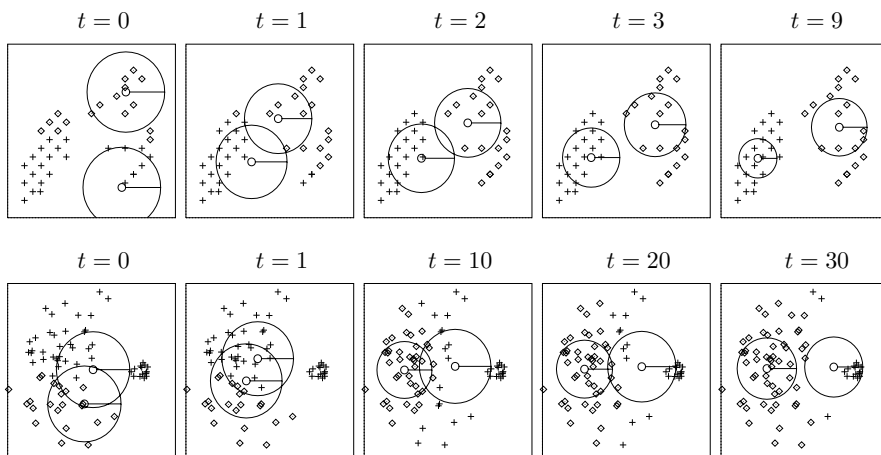 t = 0
t = 1
t = 2
t = 3
t = 9
t = 0
t = 1
t = 10
t = 20
t = 30